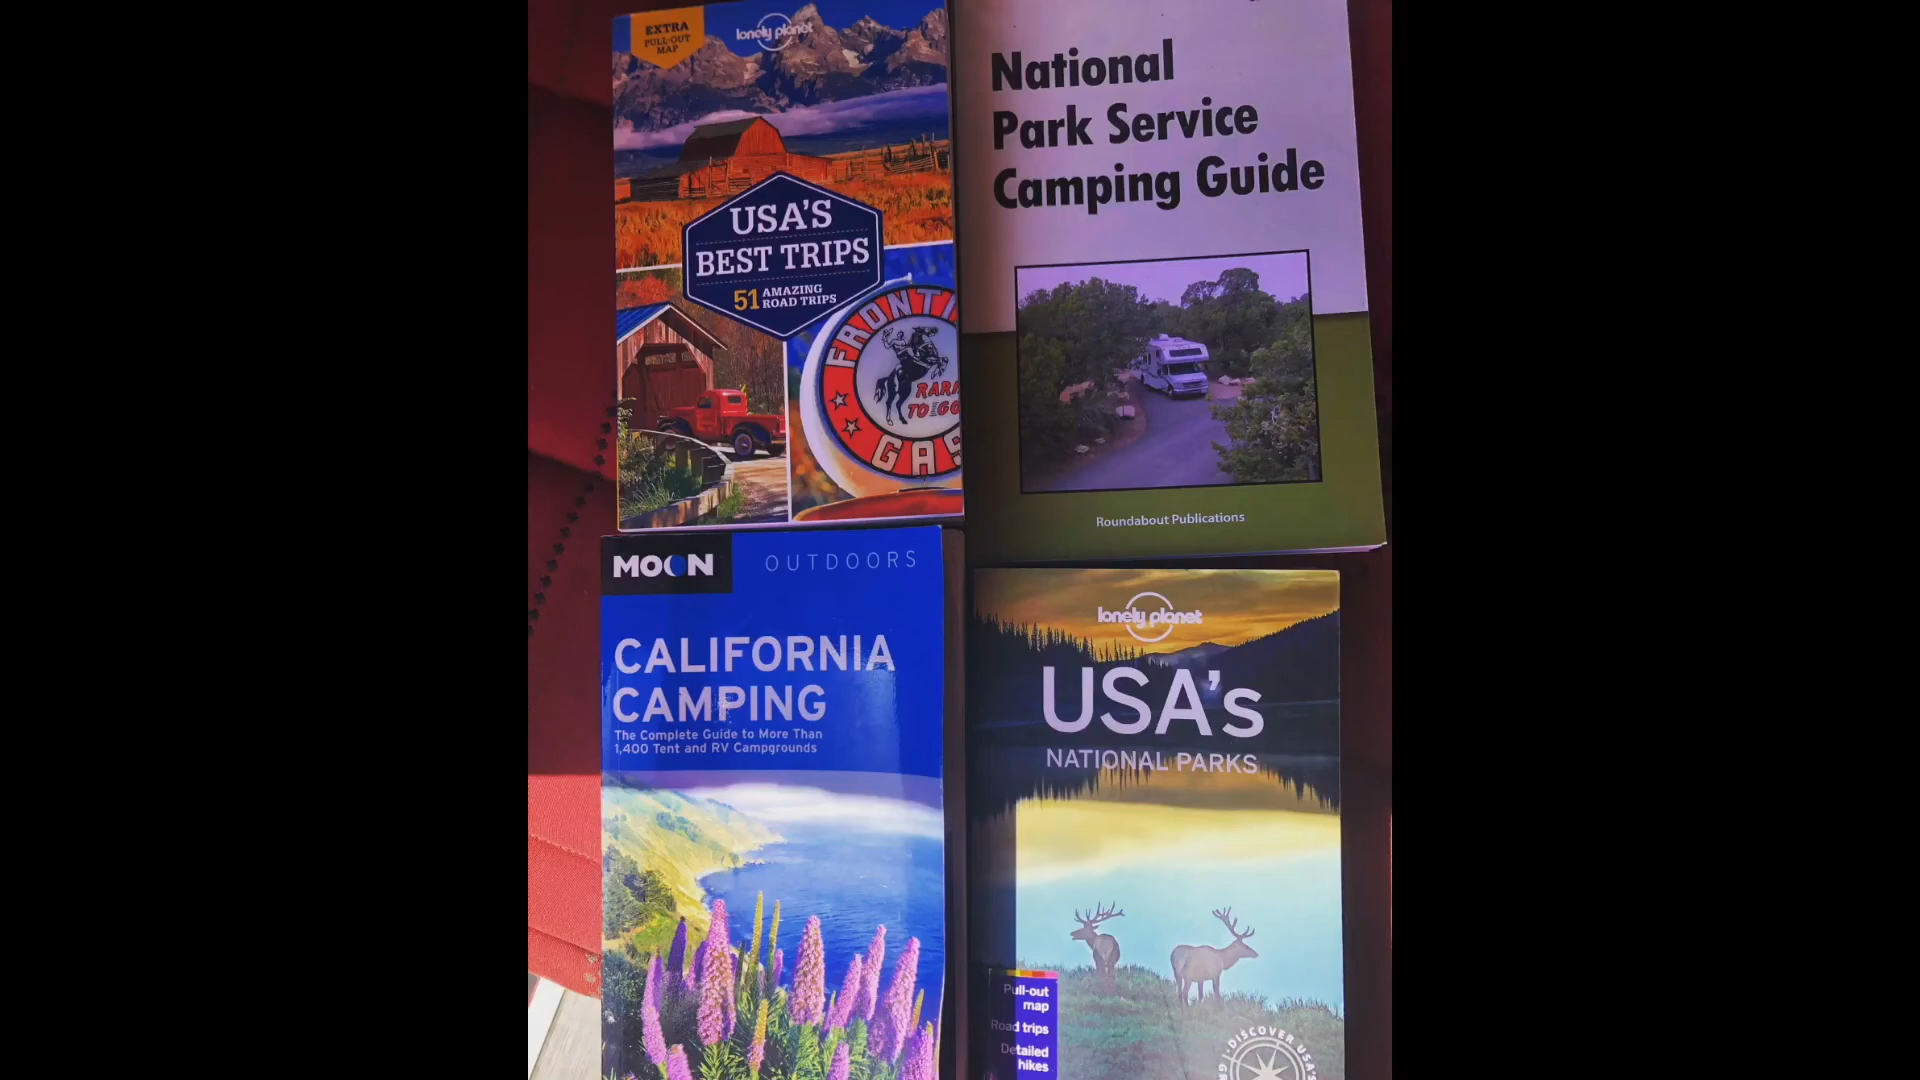 EXTRA
PULL-OUT
MAP
lonely planet
USA'S
BEST TRIPS
51 AMAZING
ROAD TRIPS
GAS
TO GO
National
Park Service
Camping Guide
Roundabout Publications
MOON OUTDOORS
CALIFORNIA
CAMPING
The Complete Guide to More Than
1,400 Tent and RV Campgrounds
lonely planet
USA's
NATIONAL PARKS
Pull-out
map
Road trips
Detailed
hikes
DISCOVER USA'S